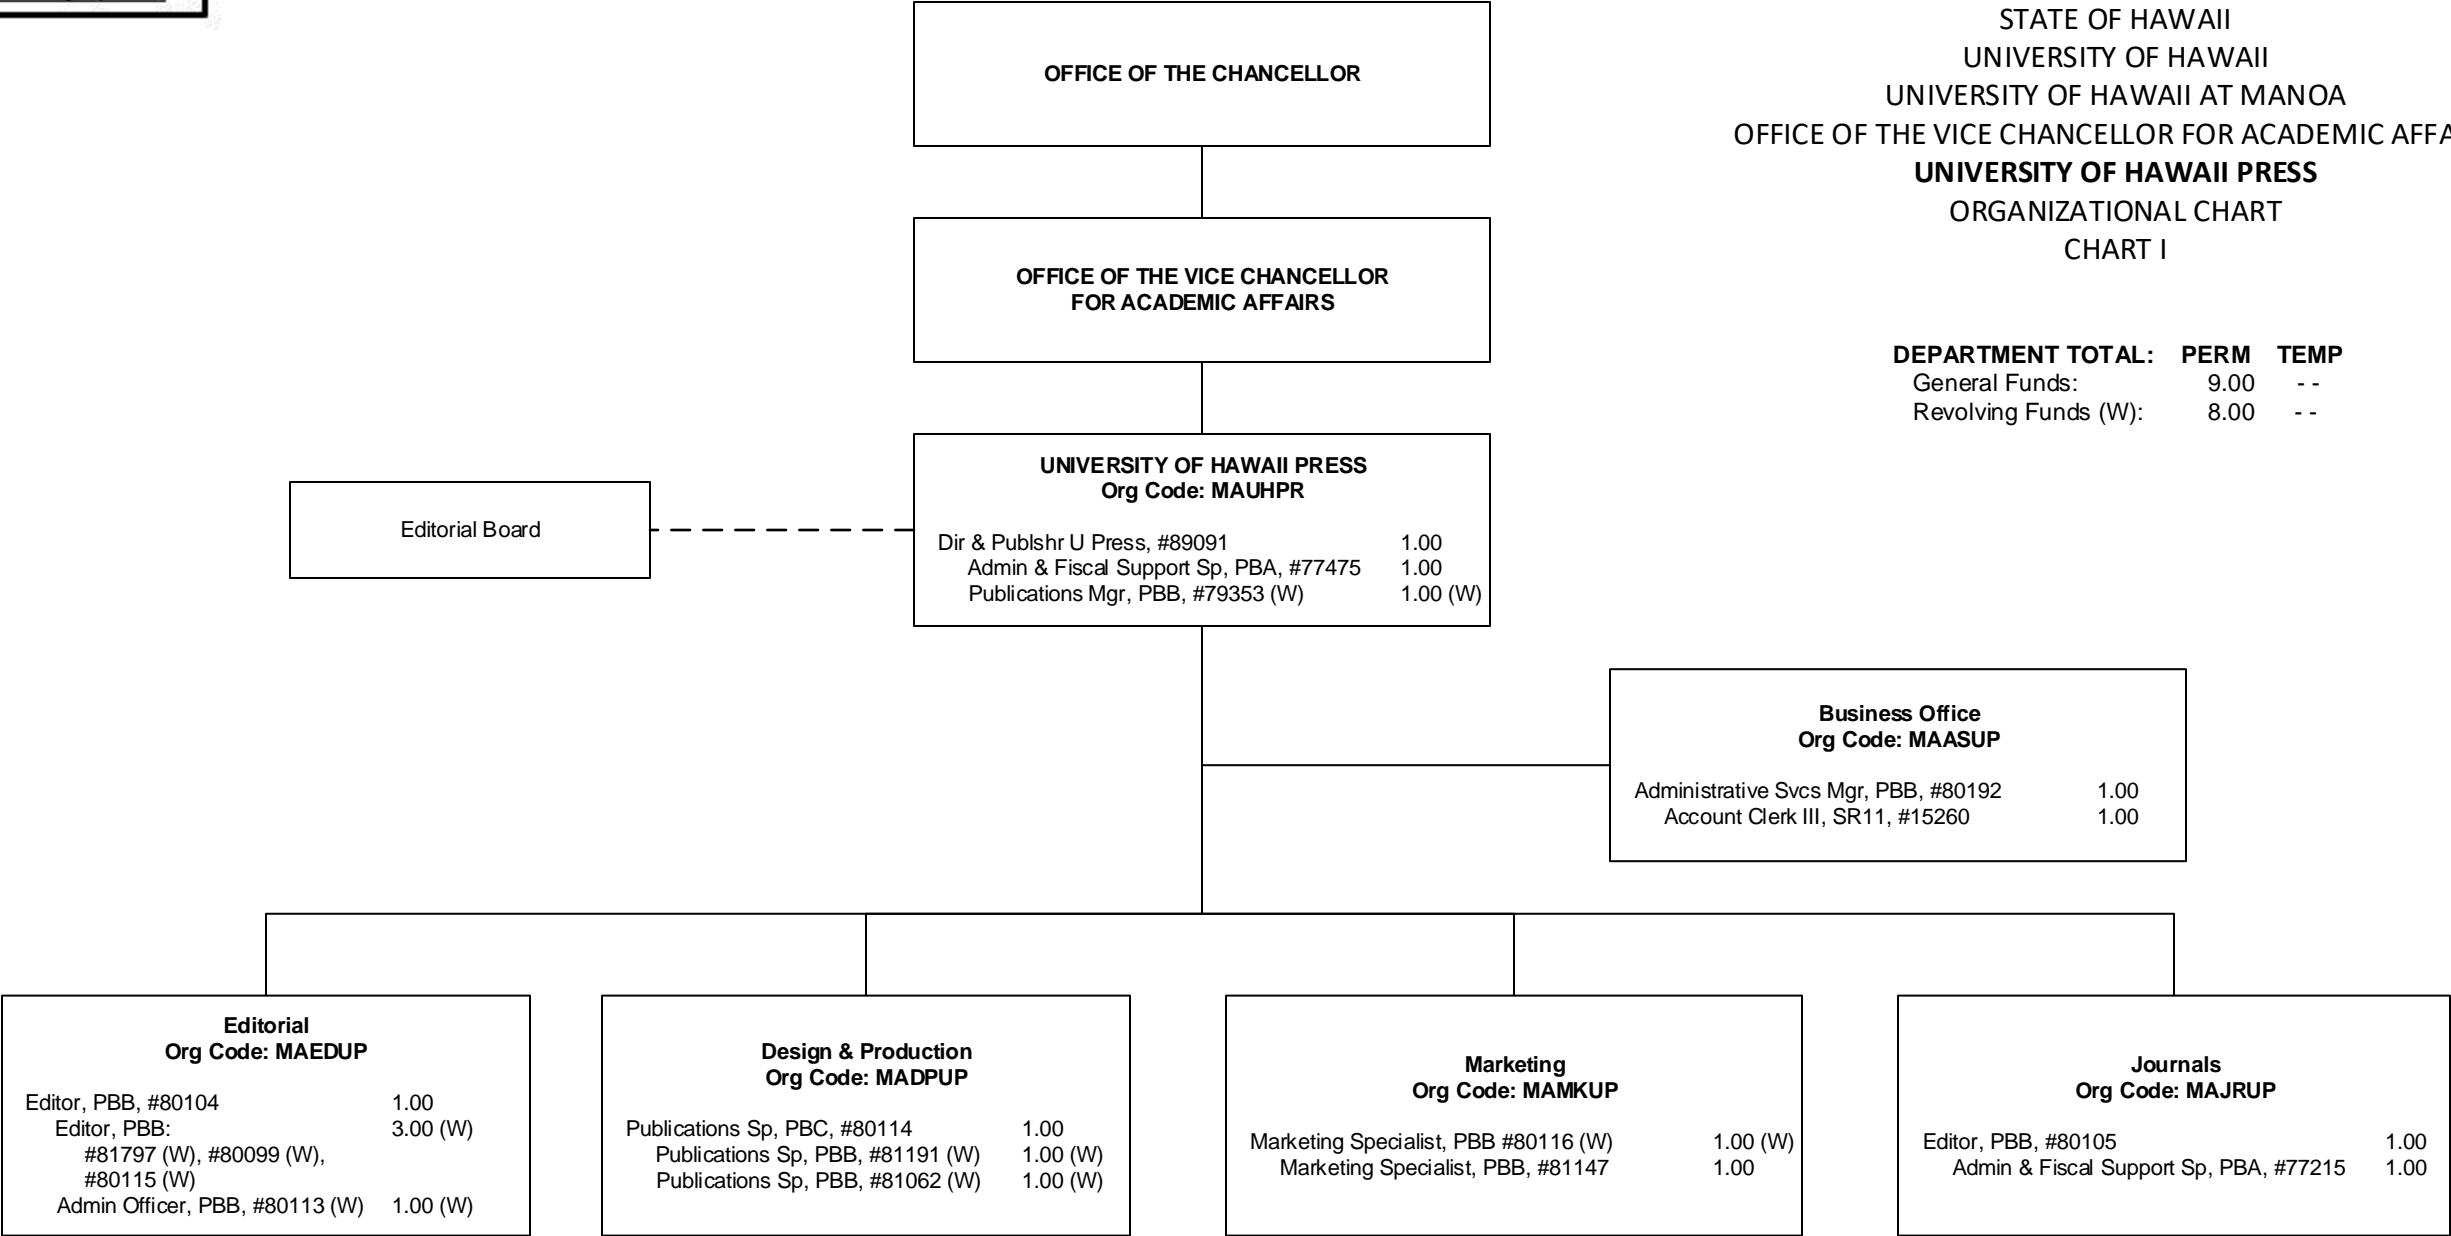 STATE OF HAWAII
UNIVERSITY OF HAWAII
UNIVERSITY OF HAWAII AT MANOA
OFFICE OF THE VICE CHANCELLOR FOR ACADEMIC
UNIVERSITY OF HAWAII PRESS
ORGANIZATIONAL CHART
CHART I
DEPARTMENT TOTAL: PERM TEMP
General Funds: 9.00 - -
Revolving Funds (W): 8.00 - -
OFFICE OF THE CHANCELLOR
OFFICE OF THE VICE CHANCELLOR
FOR ACADEMIC AFFAIRS
UNIVERSITY OF HAWAII PRESS
Org Code: MAUHPR
Dir & Publshr U Press, #89091 1.00
Admin & Fiscal Support Sp, PBA, #77475 1.00
Publications Mgr, PBB, #79353 (W) 1.00 (W)
Editorial Board
Business Office
Org Code: MAASUP
Administrative Svcs Mgr, PBB, #80192 1.00
Account Clerk III, SR11, #15260 1.00
Editorial
Org Code: MAEDUP
Editor, PBB, #80104 1.00
Editor, PBB: 3.00 (W)
#81797 (W), #80099 (W),
#80115 (W)
Admin Officer, PBB, #80113 (W) 1.00 (W)
Design & Production
Org Code: MADPUP
Publications Sp, PBC, #80114 1.00
Publications Sp, PBB, #81191 (W) 1.00 (W)
Publications Sp, PBB, #81062 (W) 1.00 (W)
Marketing
Org Code: MAMKUP
Marketing Specialist, PBB #80116 (W) 1.00 (W)
Marketing Specialist, PBB, #81147 1.00
Journals
Org Code: MAJRUP
Editor, PBB, #80105 1.00
Admin & Fiscal Support Sp, PBA, #77215 1.00